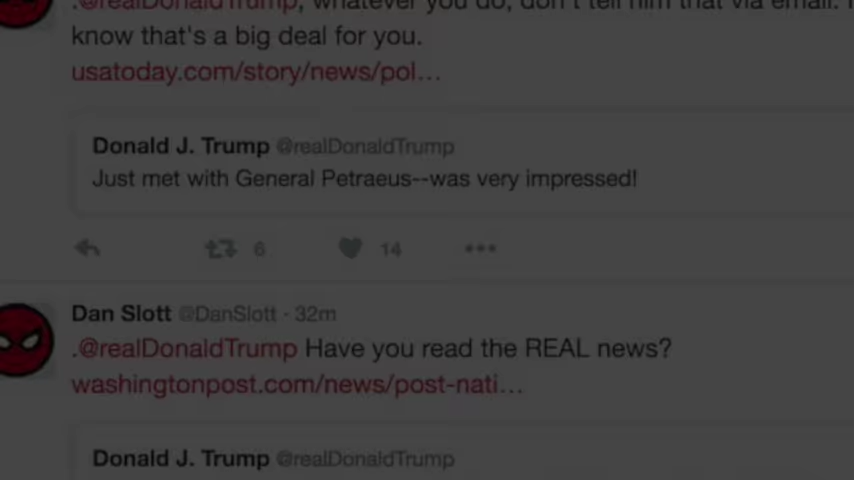 .@realDonaldTrump, whatever you do, don't tell him that via email. I
know that's a big deal for you.
usatoday.com/story/news/pol…
Donald J. Trump @realDonaldTrump
Just met with General Petraeus--was very impressed!
6 14 •••
Dan Slott @DanSlott · 32m
.@realDonaldTrump Have you read the REAL news?
washingtonpost.com/news/post-nati…
Donald J. Trump @realDonaldTrump